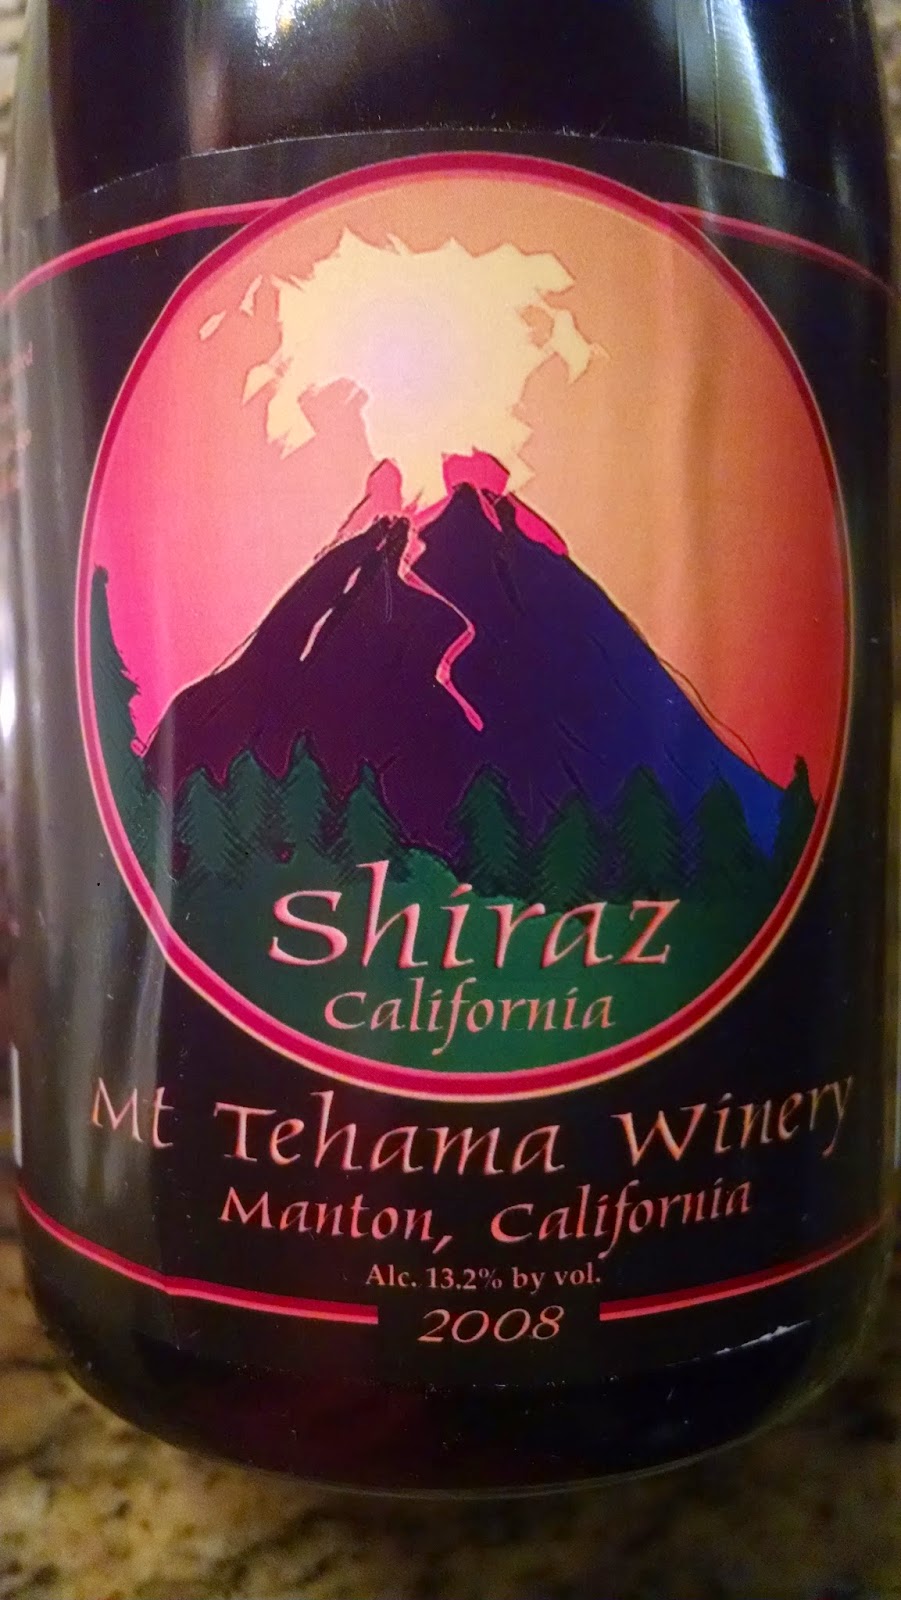 Shiraz
California
Mt Tehama Winery
Manton, California
Alc. 13.2% by vol.
2008